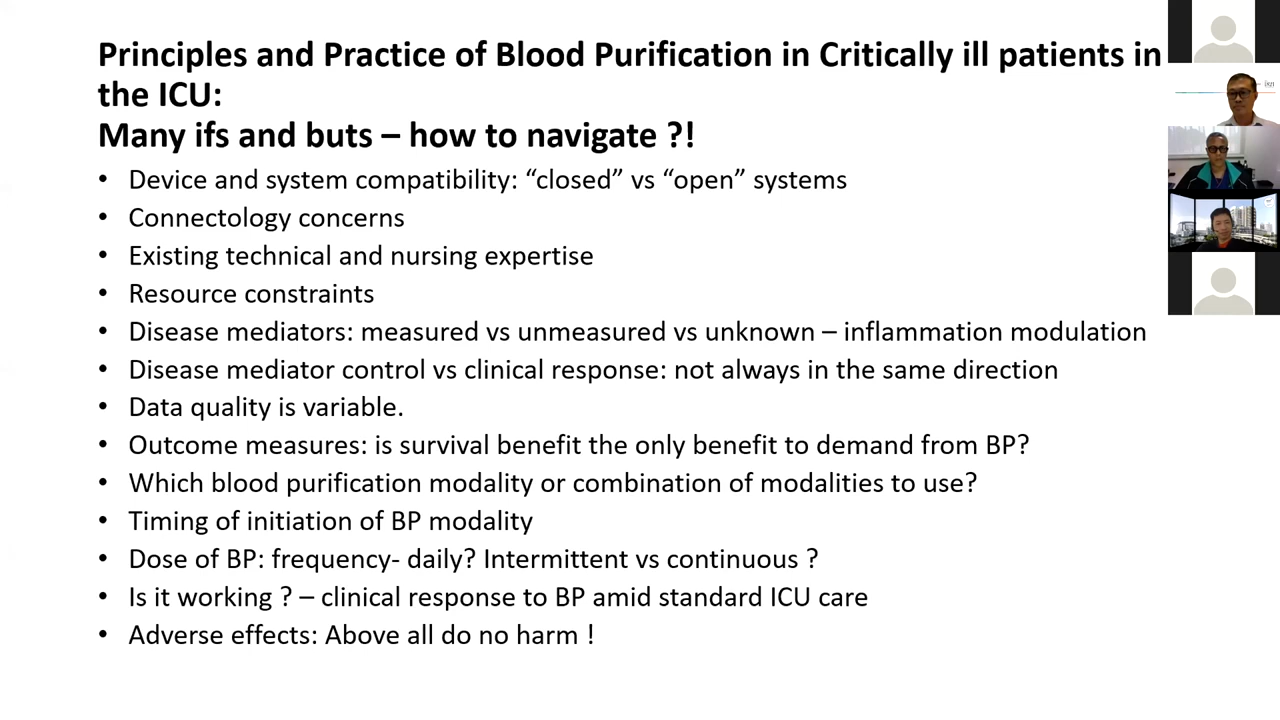 Principles and Practice of Blood Purification in Critically ill patients in
the ICU:
Many ifs and buts – how to navigate ?!
• Device and system compatibility: “closed” vs “open” systems
• Connectology concerns
• Existing technical and nursing expertise
• Resource constraints
• Disease mediators: measured vs unmeasured vs unknown – inflammation modulation
• Disease mediator control vs clinical response: not always in the same direction
• Data quality is variable.
• Outcome measures: is survival benefit the only benefit to demand from BP?
• Which blood purification modality or combination of modalities to use?
• Timing of initiation of BP modality
• Dose of BP: frequency- daily? Intermittent vs continuous ?
• Is it working ? – clinical response to BP amid standard ICU care
• Adverse effects: Above all do no harm !